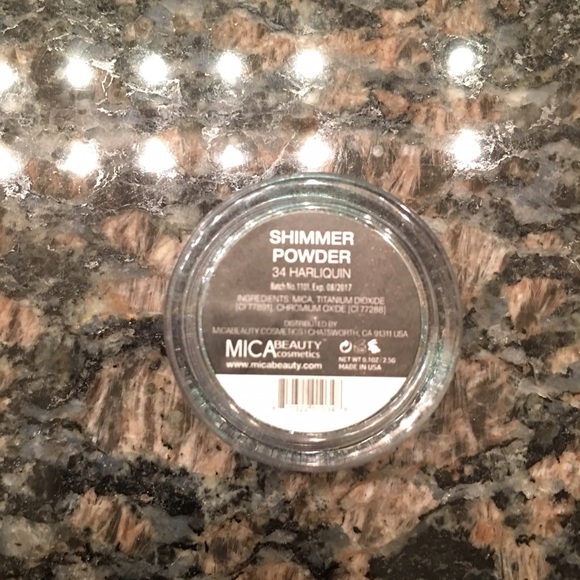 SHIMMER
POWDER
34 HARLIQUIN
Batch No. 1101. Exp. 08/2017
INGREDIENTS: MICA, TITANIUM DIOXIDE
[CI 77891], CHROMIUM OXDE [CI 77288]
DISTRIBUTED BY
MICABEAUTY COSMETICS | CHATSWORTH, CA 91311 USA
MICA BEAUTY cosmetics
www.micabeauty.com
NET WT 0.1OZ / 2.5G
MADE IN USA